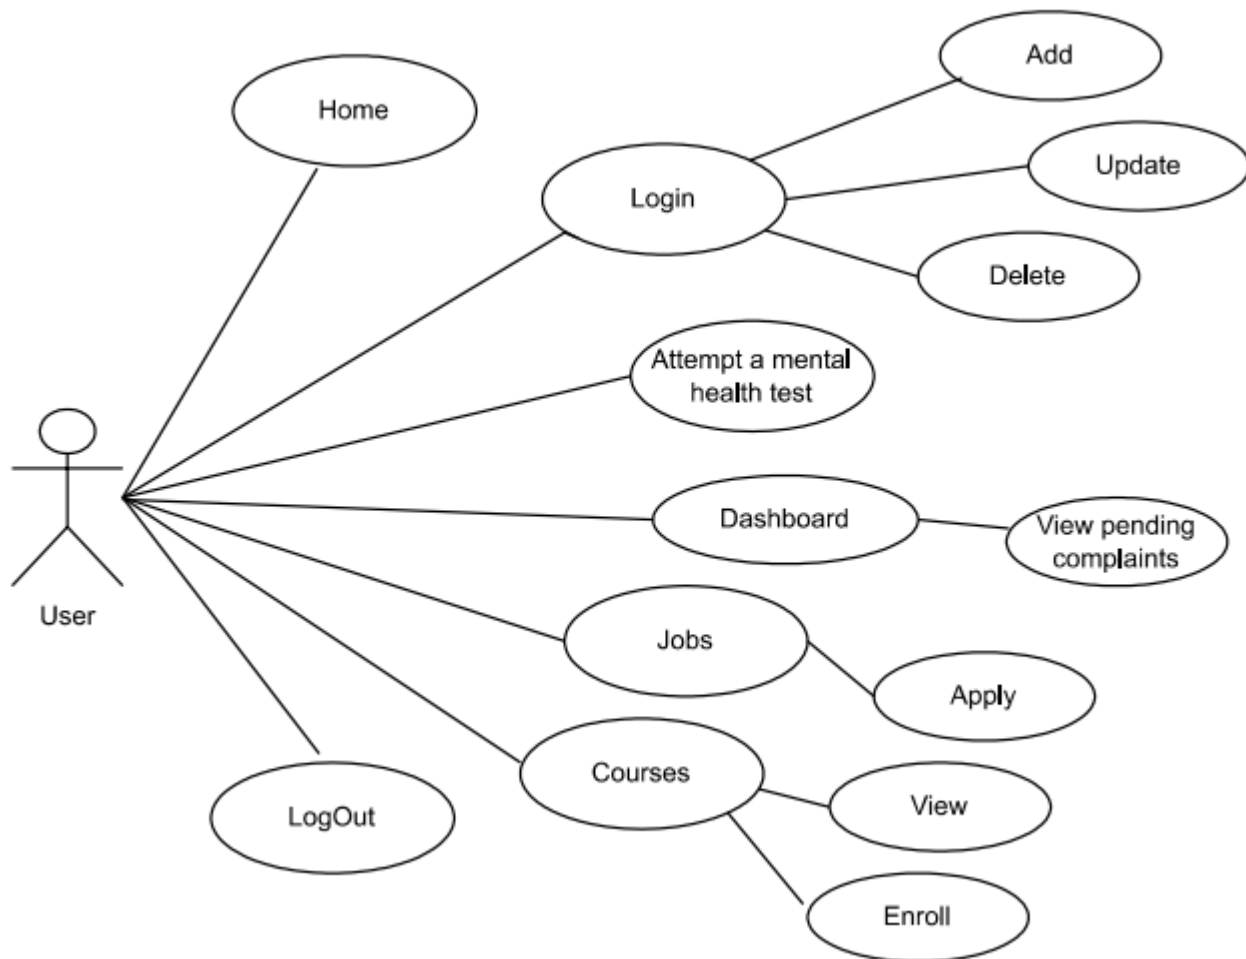 Add
Home
Update
Login
Delete
Attempt a mental
health test
Dashboard
View pending
complaints
User
Jobs
Apply
Courses
View
LogOut
Enroll